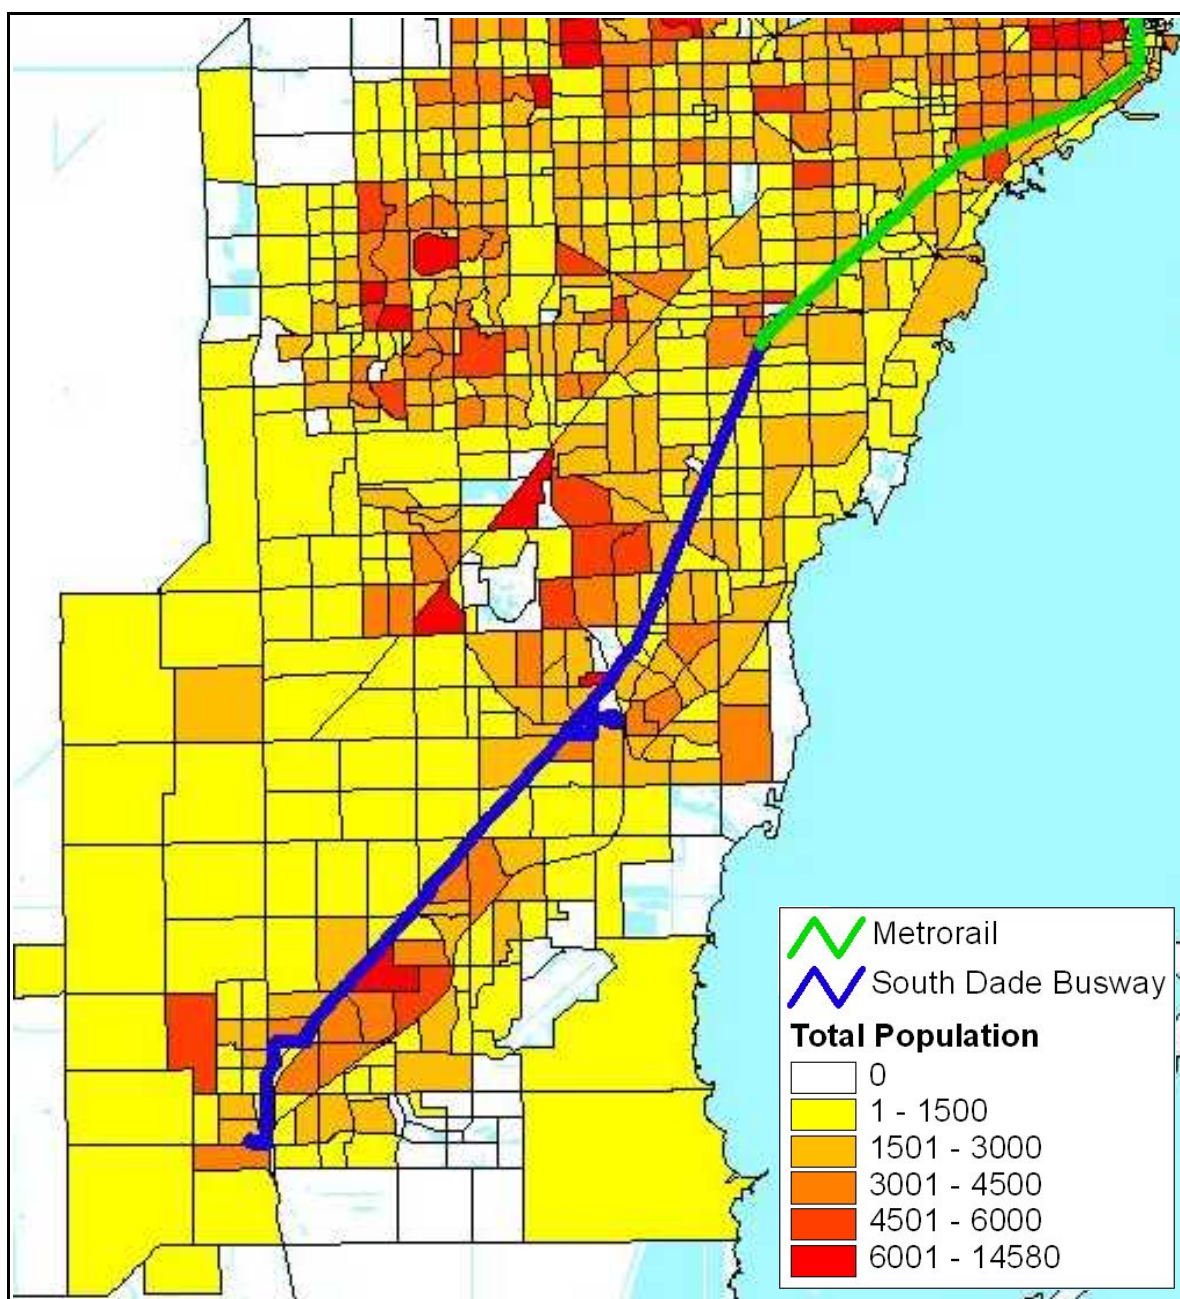 Metrorail
South Dade Busway
Total Population
0
1 - 1500
1501 - 3000
3001 - 4500
4501 - 6000
6001 - 14580